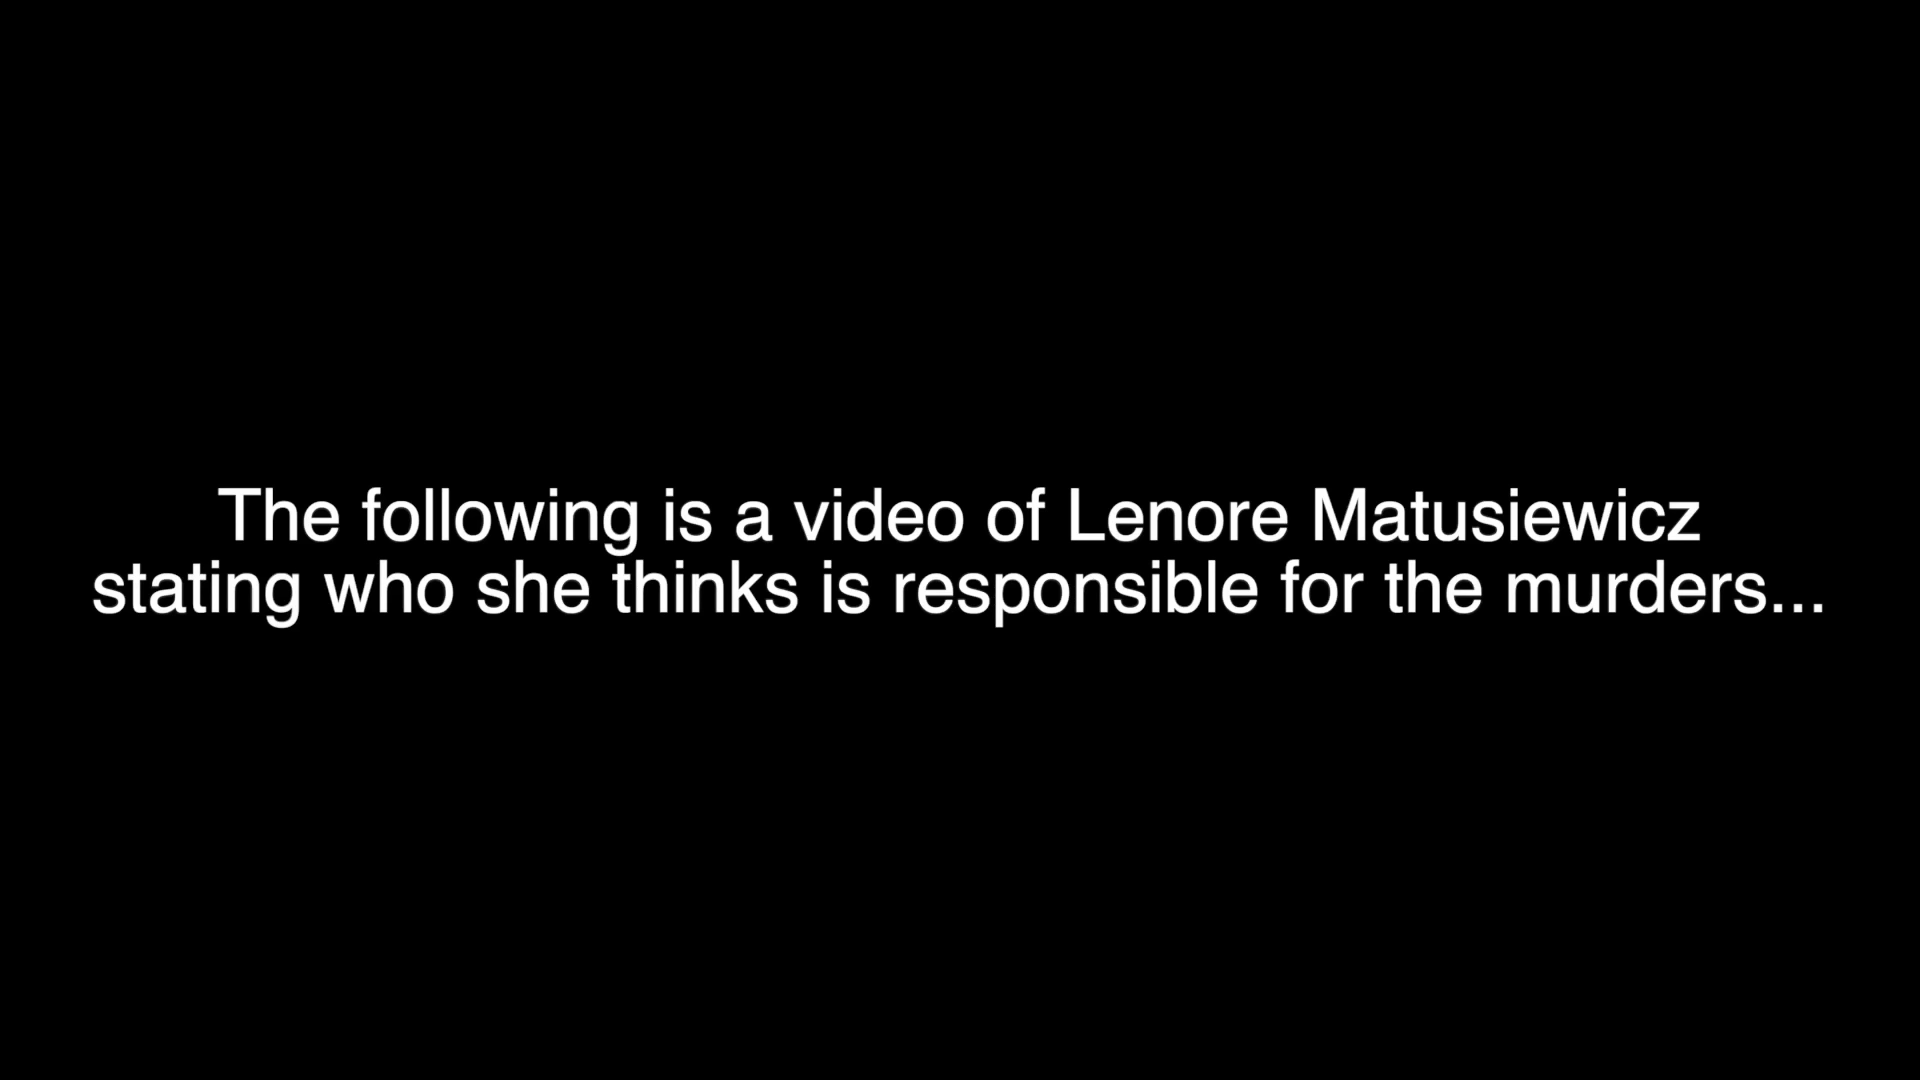 The following is a video of Lenore Matusiewicz
stating who she thinks is responsible for the murders...